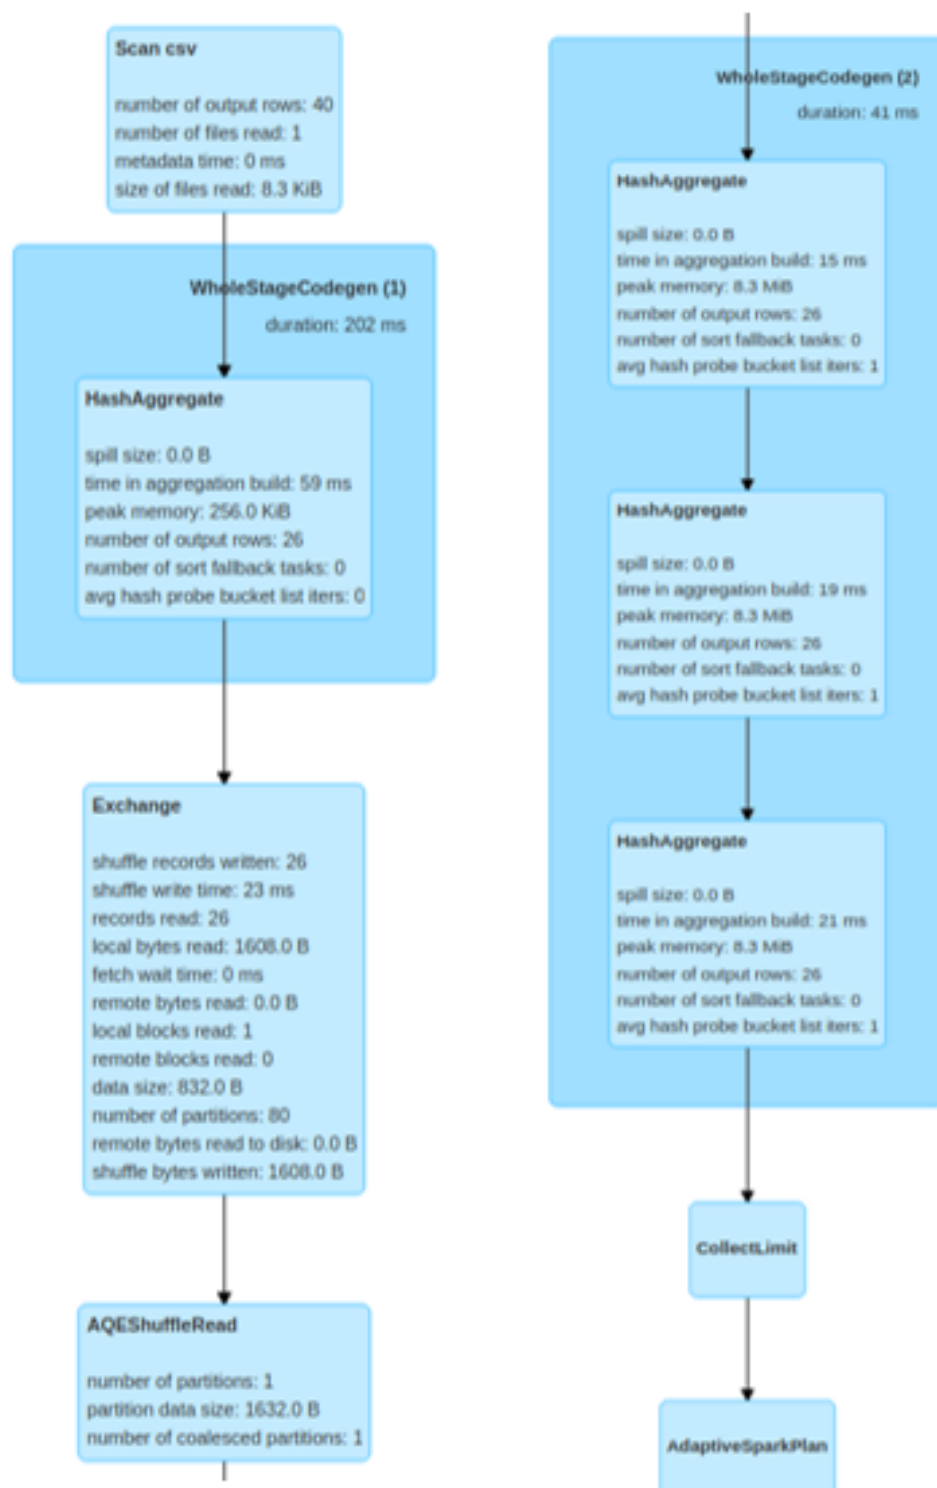 Scan csv
number of output rows: 40
number of files read: 1
metadata time: 0 ms
size of files read: 8.3 KiB
WholeStageCodegen (1)
duration: 202 ms
HashAggregate
spill size: 0.0 B
time in aggregation build: 59 ms
peak memory: 256.0 KiB
number of output rows: 26
number of sort fallback tasks: 0
avg hash probe bucket list iters: 0
Exchange
shuffle records written: 26
shuffle write time: 23 ms
records read: 26
local bytes read: 1608.0 B
fetch wait time: 0 ms
remote bytes read: 0.0 B
local blocks read: 1
remote blocks read: 0
data size: 832.0 B
number of partitions: 80
remote bytes read to disk: 0.0 B
shuffle bytes written: 1608.0 B
AQEShuffleRead
number of partitions: 1
partition data size: 1632.0 B
number of coalesced partitions: 1
WholeStageCodegen (2)
duration: 41 ms
HashAggregate
spill size: 0.0 B
time in aggregation build: 15 ms
peak memory: 8.3 MiB
number of output rows: 26
number of sort fallback tasks: 0
avg hash probe bucket list iters: 1
HashAggregate
spill size: 0.0 B
time in aggregation build: 19 ms
peak memory: 8.3 MiB
number of output rows: 26
number of sort fallback tasks: 0
avg hash probe bucket list iters: 1
HashAggregate
spill size: 0.0 B
time in aggregation build: 21 ms
peak memory: 8.3 MiB
number of output rows: 26
number of sort fallback tasks: 0
avg hash probe bucket list iters: 1
CollectLimit
AdaptiveSparkPlan